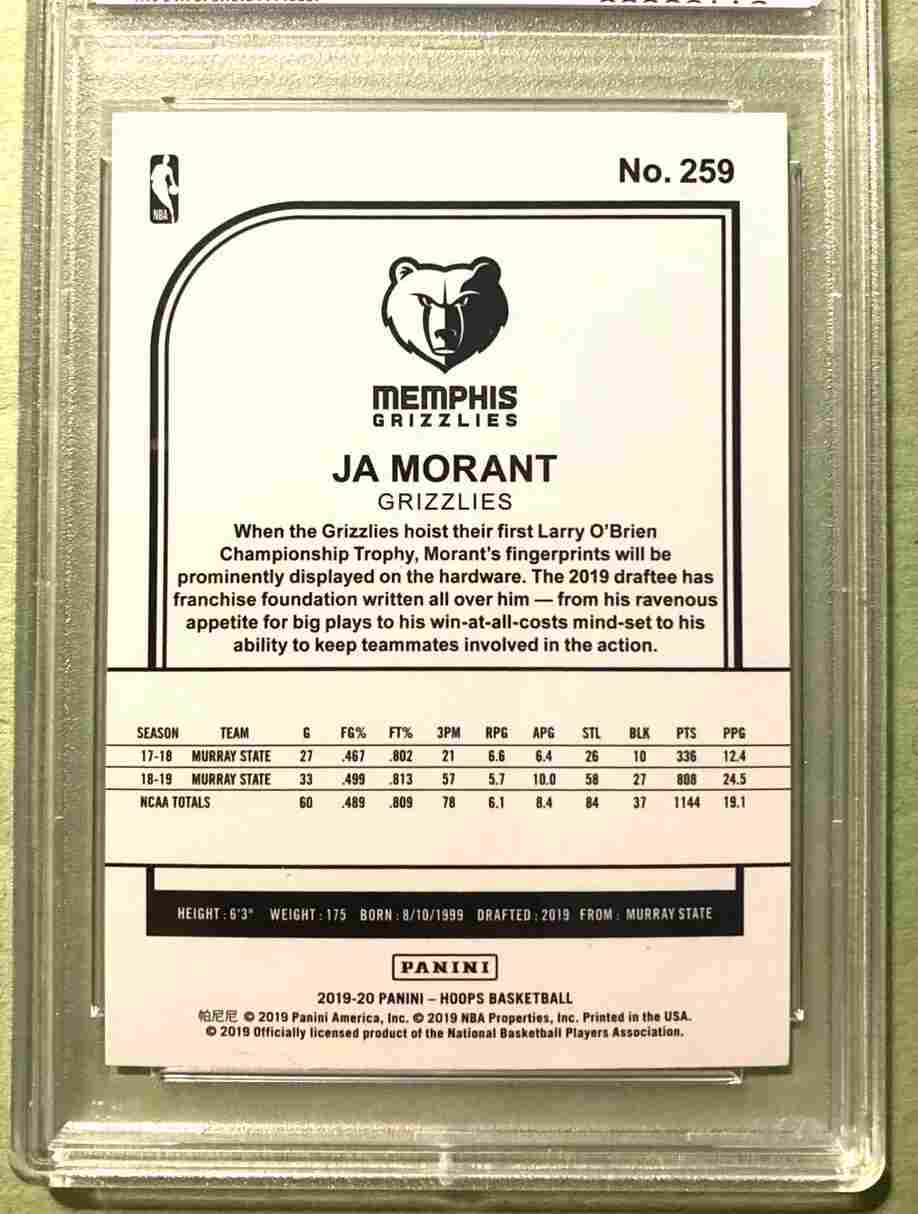 No. 259
NBA
MEMPHIS
GRIZZLIES
JA MORANT
GRIZZLIES
When the Grizzlies hoist their first Larry O'Brien
Championship Trophy, Morant's fingerprints will be
prominently displayed on the hardware. The 2019 draftee has
franchise foundation written all over him — from his ravenous
appetite for big plays to his win-at-all-costs mind-set to his
ability to keep teammates involved in the action.
SEASON TEAM G FG% FT% 3PM RPG APG STL BLK PTS PPG
17-18 MURRAY STATE 27 .467 .802 21 6.6 6.4 26 10 336 12.4
18-19 MURRAY STATE 33 .499 .813 57 5.7 10.0 58 27 808 24.5
NCAA TOTALS 60 .489 .809 78 6.1 8.4 84 37 1144 19.1
HEIGHT : 6'3" WEIGHT : 175 BORN : 8/10/1999 DRAFTED : 2019 FROM : MURRAY STATE
PANINI
2019-20 PANINI – HOOPS BASKETBALL
帕尼尼 © 2019 Panini America, Inc. © 2019 NBA Properties, Inc. Printed in the USA.
© 2019 Officially licensed product of the National Basketball Players Association.